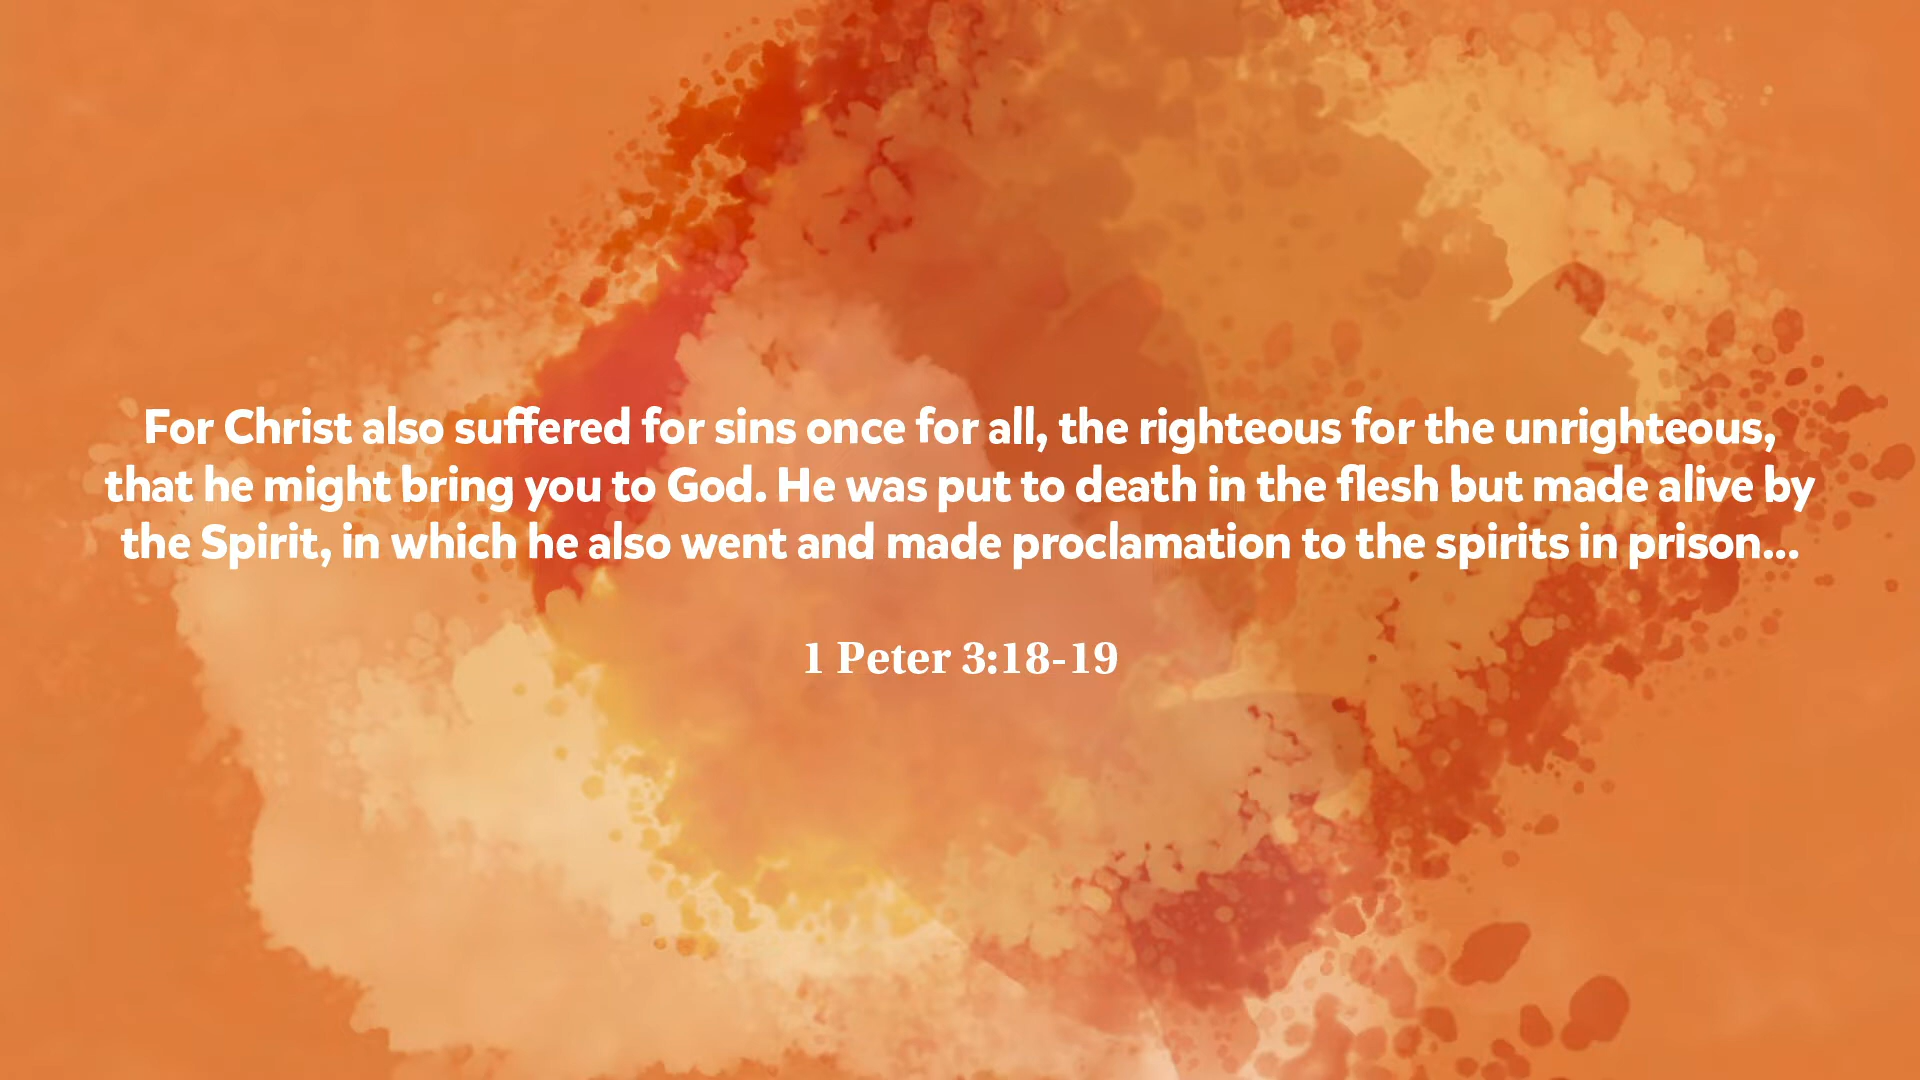 For Christ also suffered for sins once for all, the righteous for the unrighteous,
that he might bring you to God. He was put to death in the flesh but made alive by
the Spirit, in which he also went and made proclamation to the spirits in prison...
1 Peter 3:18-19